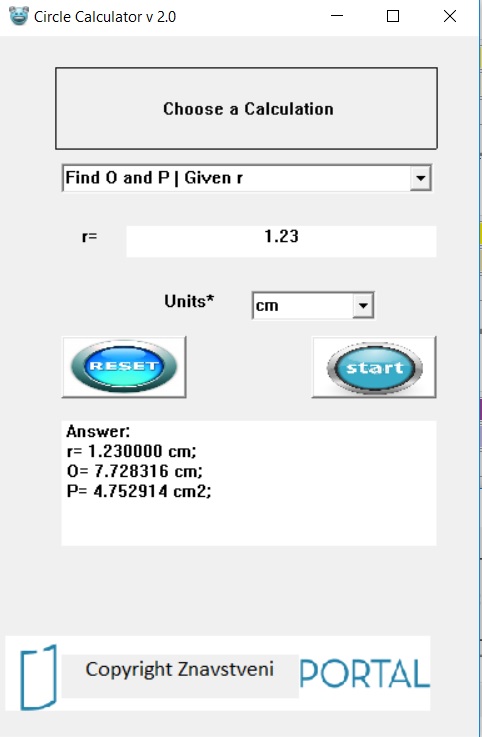 Circle Calculator v 2.0
Choose a Calculation
Find O and P | Given r
r=
1.23
Units*
cm
RESET
start
Answer:
r= 1.230000 cm;
O= 7.728316 cm;
P= 4.752914 cm2;
Copyright Znavstveni
PORTAL